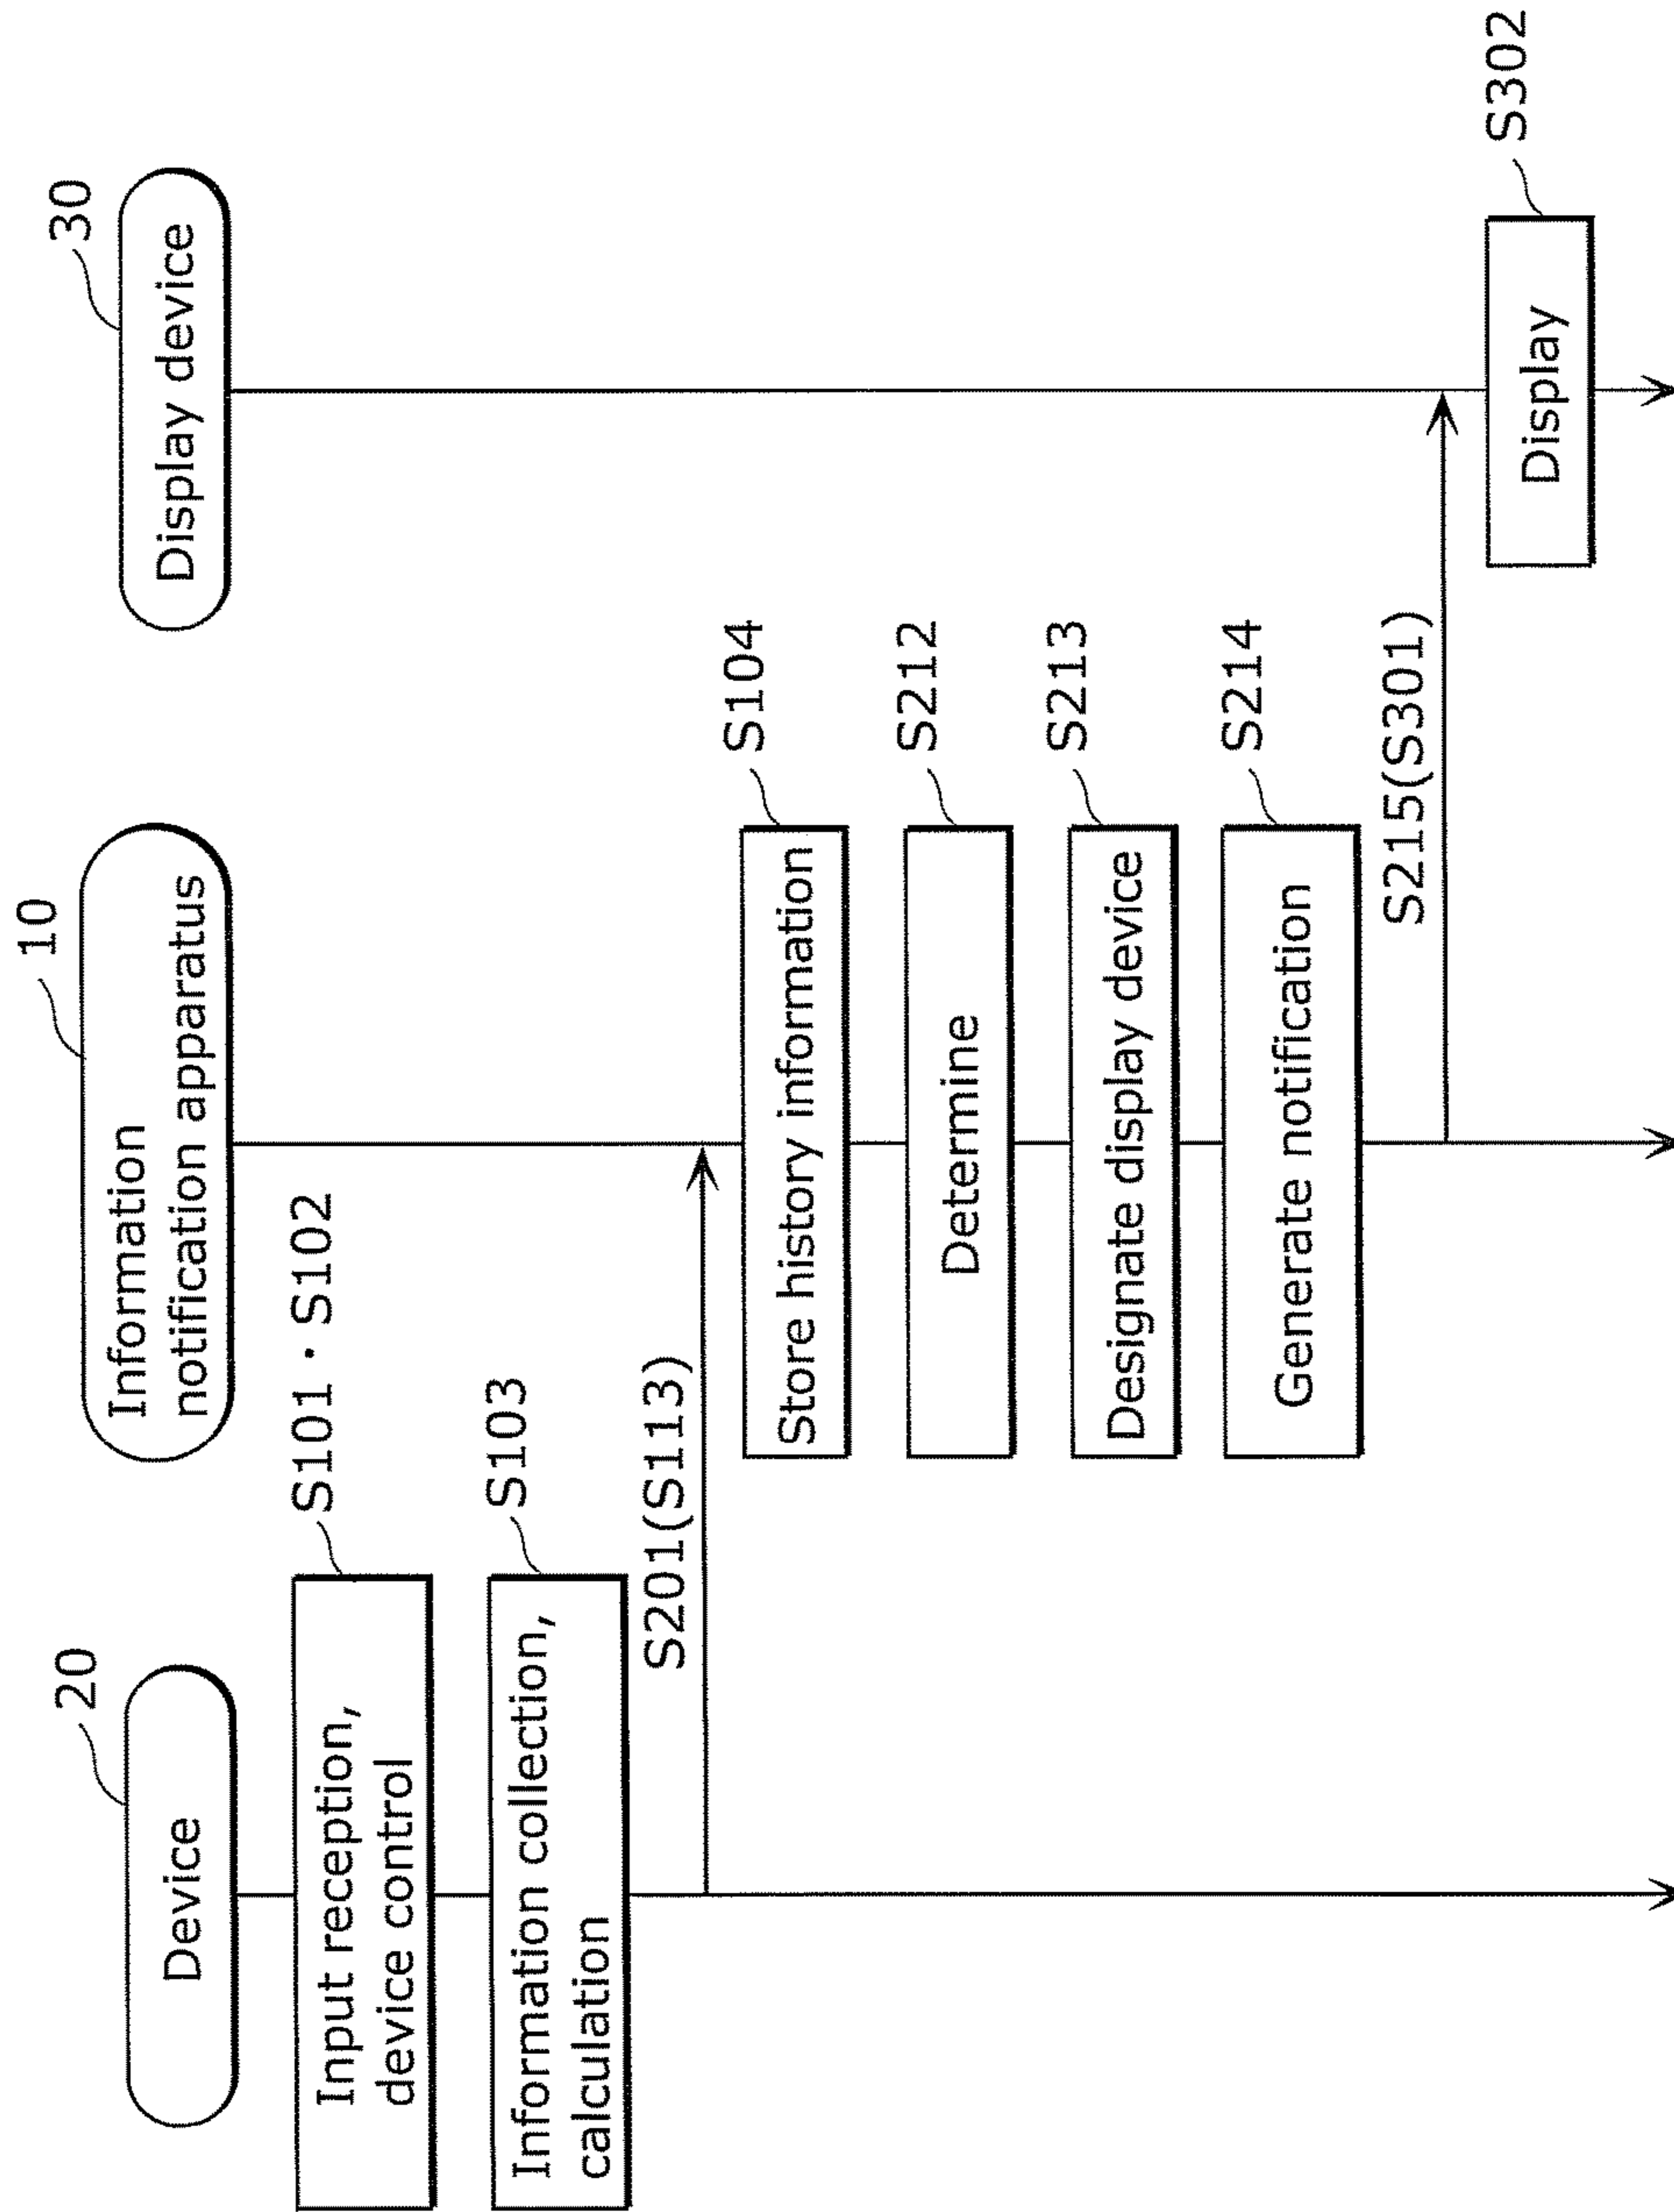 20
Device
10
Information
notification apparatus
30
Display device
S101 · S102
Input reception,
device control
S103
Information collection,
calculation
S201(S113)
S104
Store history information
S212
Determine
S213
Designate display device
S214
Generate notification
S215(S301)
S302
Display